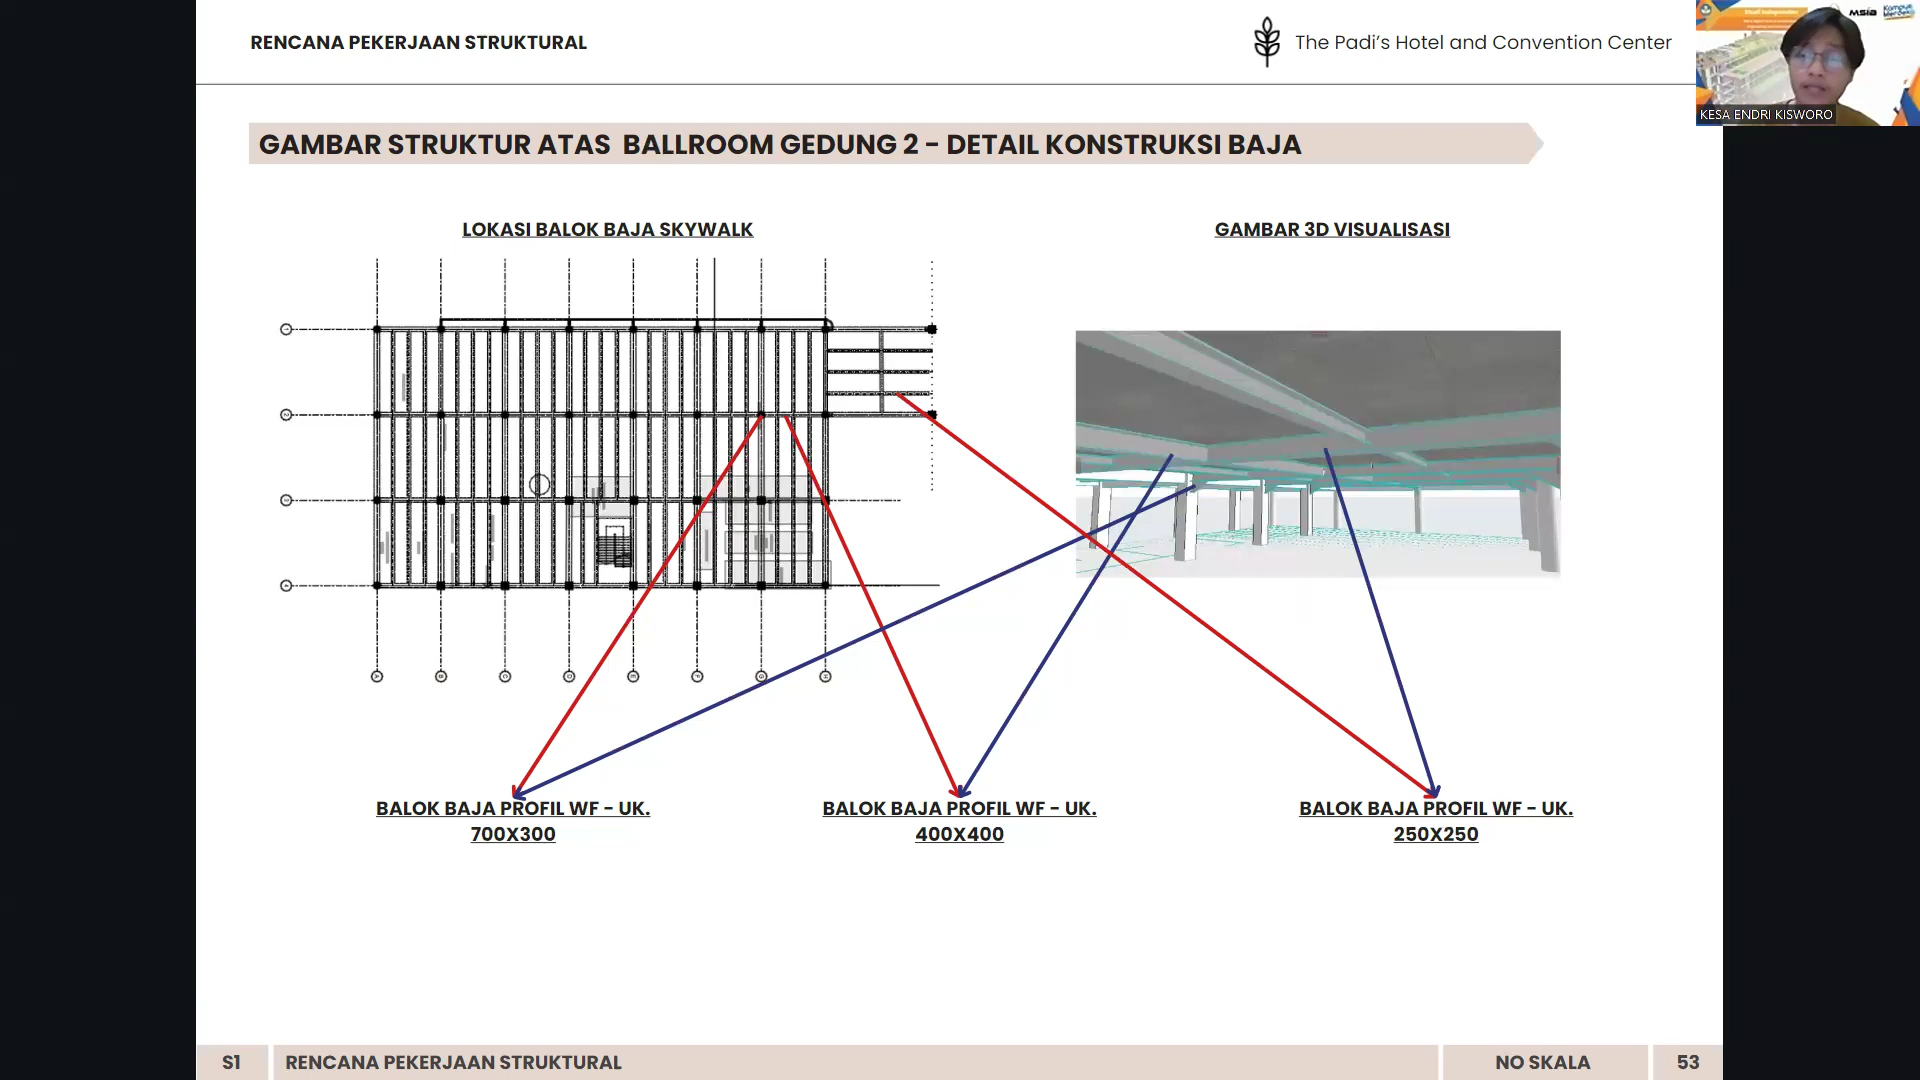 RENCANA PEKERJAAN STRUKTURAL
The Padi's Hotel and Convention Center
MSIB
KESA ENDRI KISWORO
GAMBAR STRUKTUR ATAS BALLROOM GEDUNG 2 - DETAIL KONSTRUKSI BAJA
LOKASI BALOK BAJA SKYWALK
GAMBAR 3D VISUALISASI
BALOK BAJA PROFIL WF - UK.
700X300
BALOK BAJA PROFIL WF - UK.
400X400
BALOK BAJA PROFIL WF - UK.
250X250
S1
RENCANA PEKERJAAN STRUKTURAL
NO SKALA
53